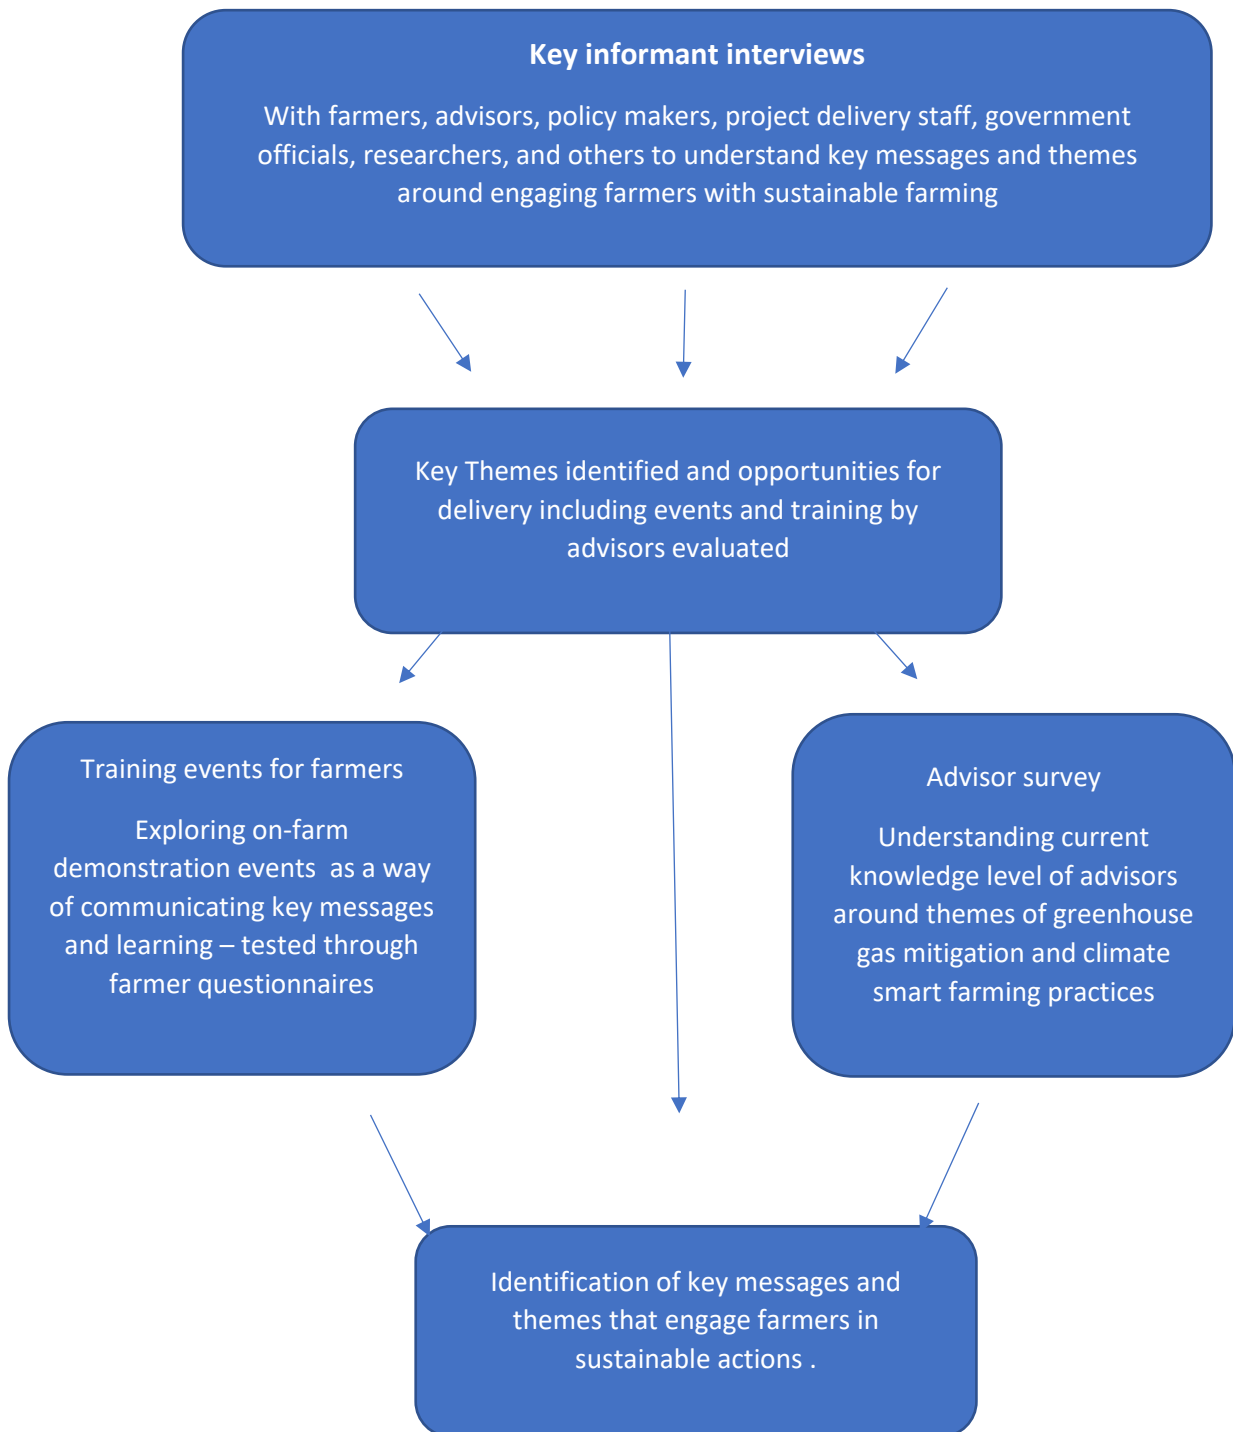 Key informant interviews
With farmers, advisors, policy makers, project delivery staff, government
officials, researchers, and others to understand key messages and themes
around engaging farmers with sustainable farming
Key Themes identified and opportunities for
delivery including events and training by
advisors evaluated
Training events for farmers
Exploring on-farm
demonstration events  as a way
of communicating key messages
and learning – tested through
farmer questionnaires
Advisor survey
Understanding current
knowledge level of advisors
around themes of greenhouse
gas mitigation and climate
smart farming practices
Identification of key messages and
themes that engage farmers in
sustainable actions .